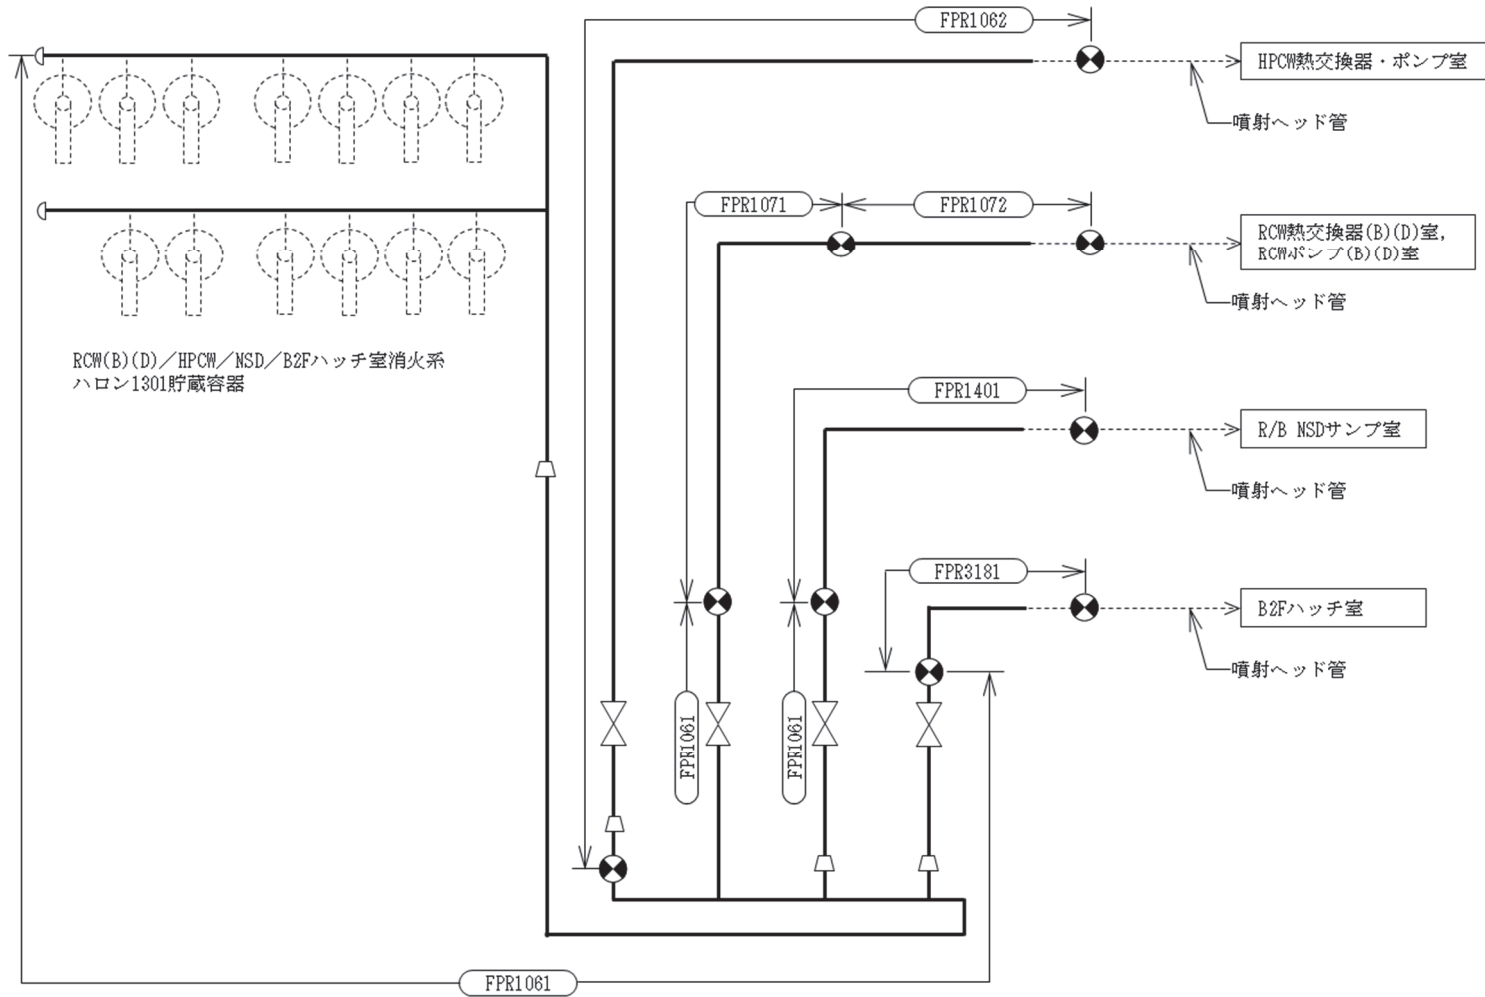 FPR1062
HPCW熱交換器・ポンプ室
噴射ヘッド管
FPR1071
FPR1072
RCW熱交換器(B)(D)室,
RCWポンプ(B)(D)室
噴射ヘッド管
RCW(B)(D)／HPCW／NSD／B2Fハッチ室消火系
ハロン1301貯蔵容器
FPR1401
R/B NSDサンプ室
噴射ヘッド管
FPR3181
B2Fハッチ室
噴射ヘッド管
FPR1061
FPR1061
FPR1061